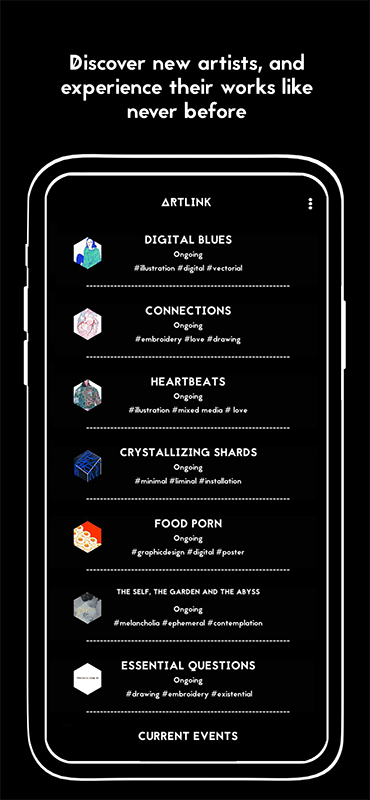 Discover new artists, and
experience their works like
never before
ARTLINK
DIGITAL BLUES
Ongoing
#illustration #digital #vectorial
CONNECTIONS
Ongoing
#embroidery #love #drawing
HEARTBEATS
Ongoing
#illustration #mixed media # love
CRYSTALLIZING SHARDS
Ongoing
#minimal #liminal #installation
FOOD PORN
Ongoing
#graphicdesign #digital #poster
THE SELF, THE GARDEN AND THE ABYSS
Ongoing
#melancholia #ephemeral #contemplation
ESSENTIAL QUESTIONS
Ongoing
#drawing #embroidery #existential
CURRENT EVENTS